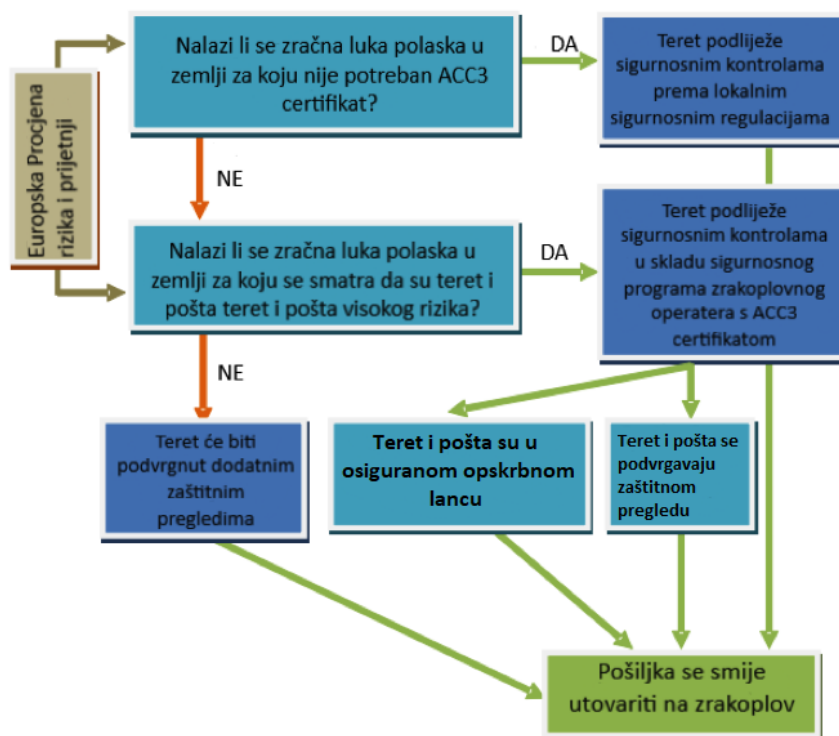 Europska Procjena
rizika i prijetnji
Nalazi li se zračna luka polaska u
zemlji za koju nije potreban ACC3
certifikat?
DA
Teret podliježe
sigurnosnim kontrolama
prema lokalnim
sigurnosnim regulacijama
NE
Nalazi li se zračna luka polaska u
zemlji za koju se smatra da su teret i
pošta teret i pošta visokog rizika?
DA
Teret podliježe
sigurnosnim kontrolama
u skladu sigurnosnog
programa zrakoplovnog
operatera s ACC3
certifikatom
NE
Teret će biti
podvrgnut dodatnim
zaštitnim
pregledima
Teret i pošta su u
osiguranom opskrbnom
lancu
Teret i pošta se
podvrgavaju
zaštitnom
pregledu
Pošiljka se smije
utovariti na zrakoplov